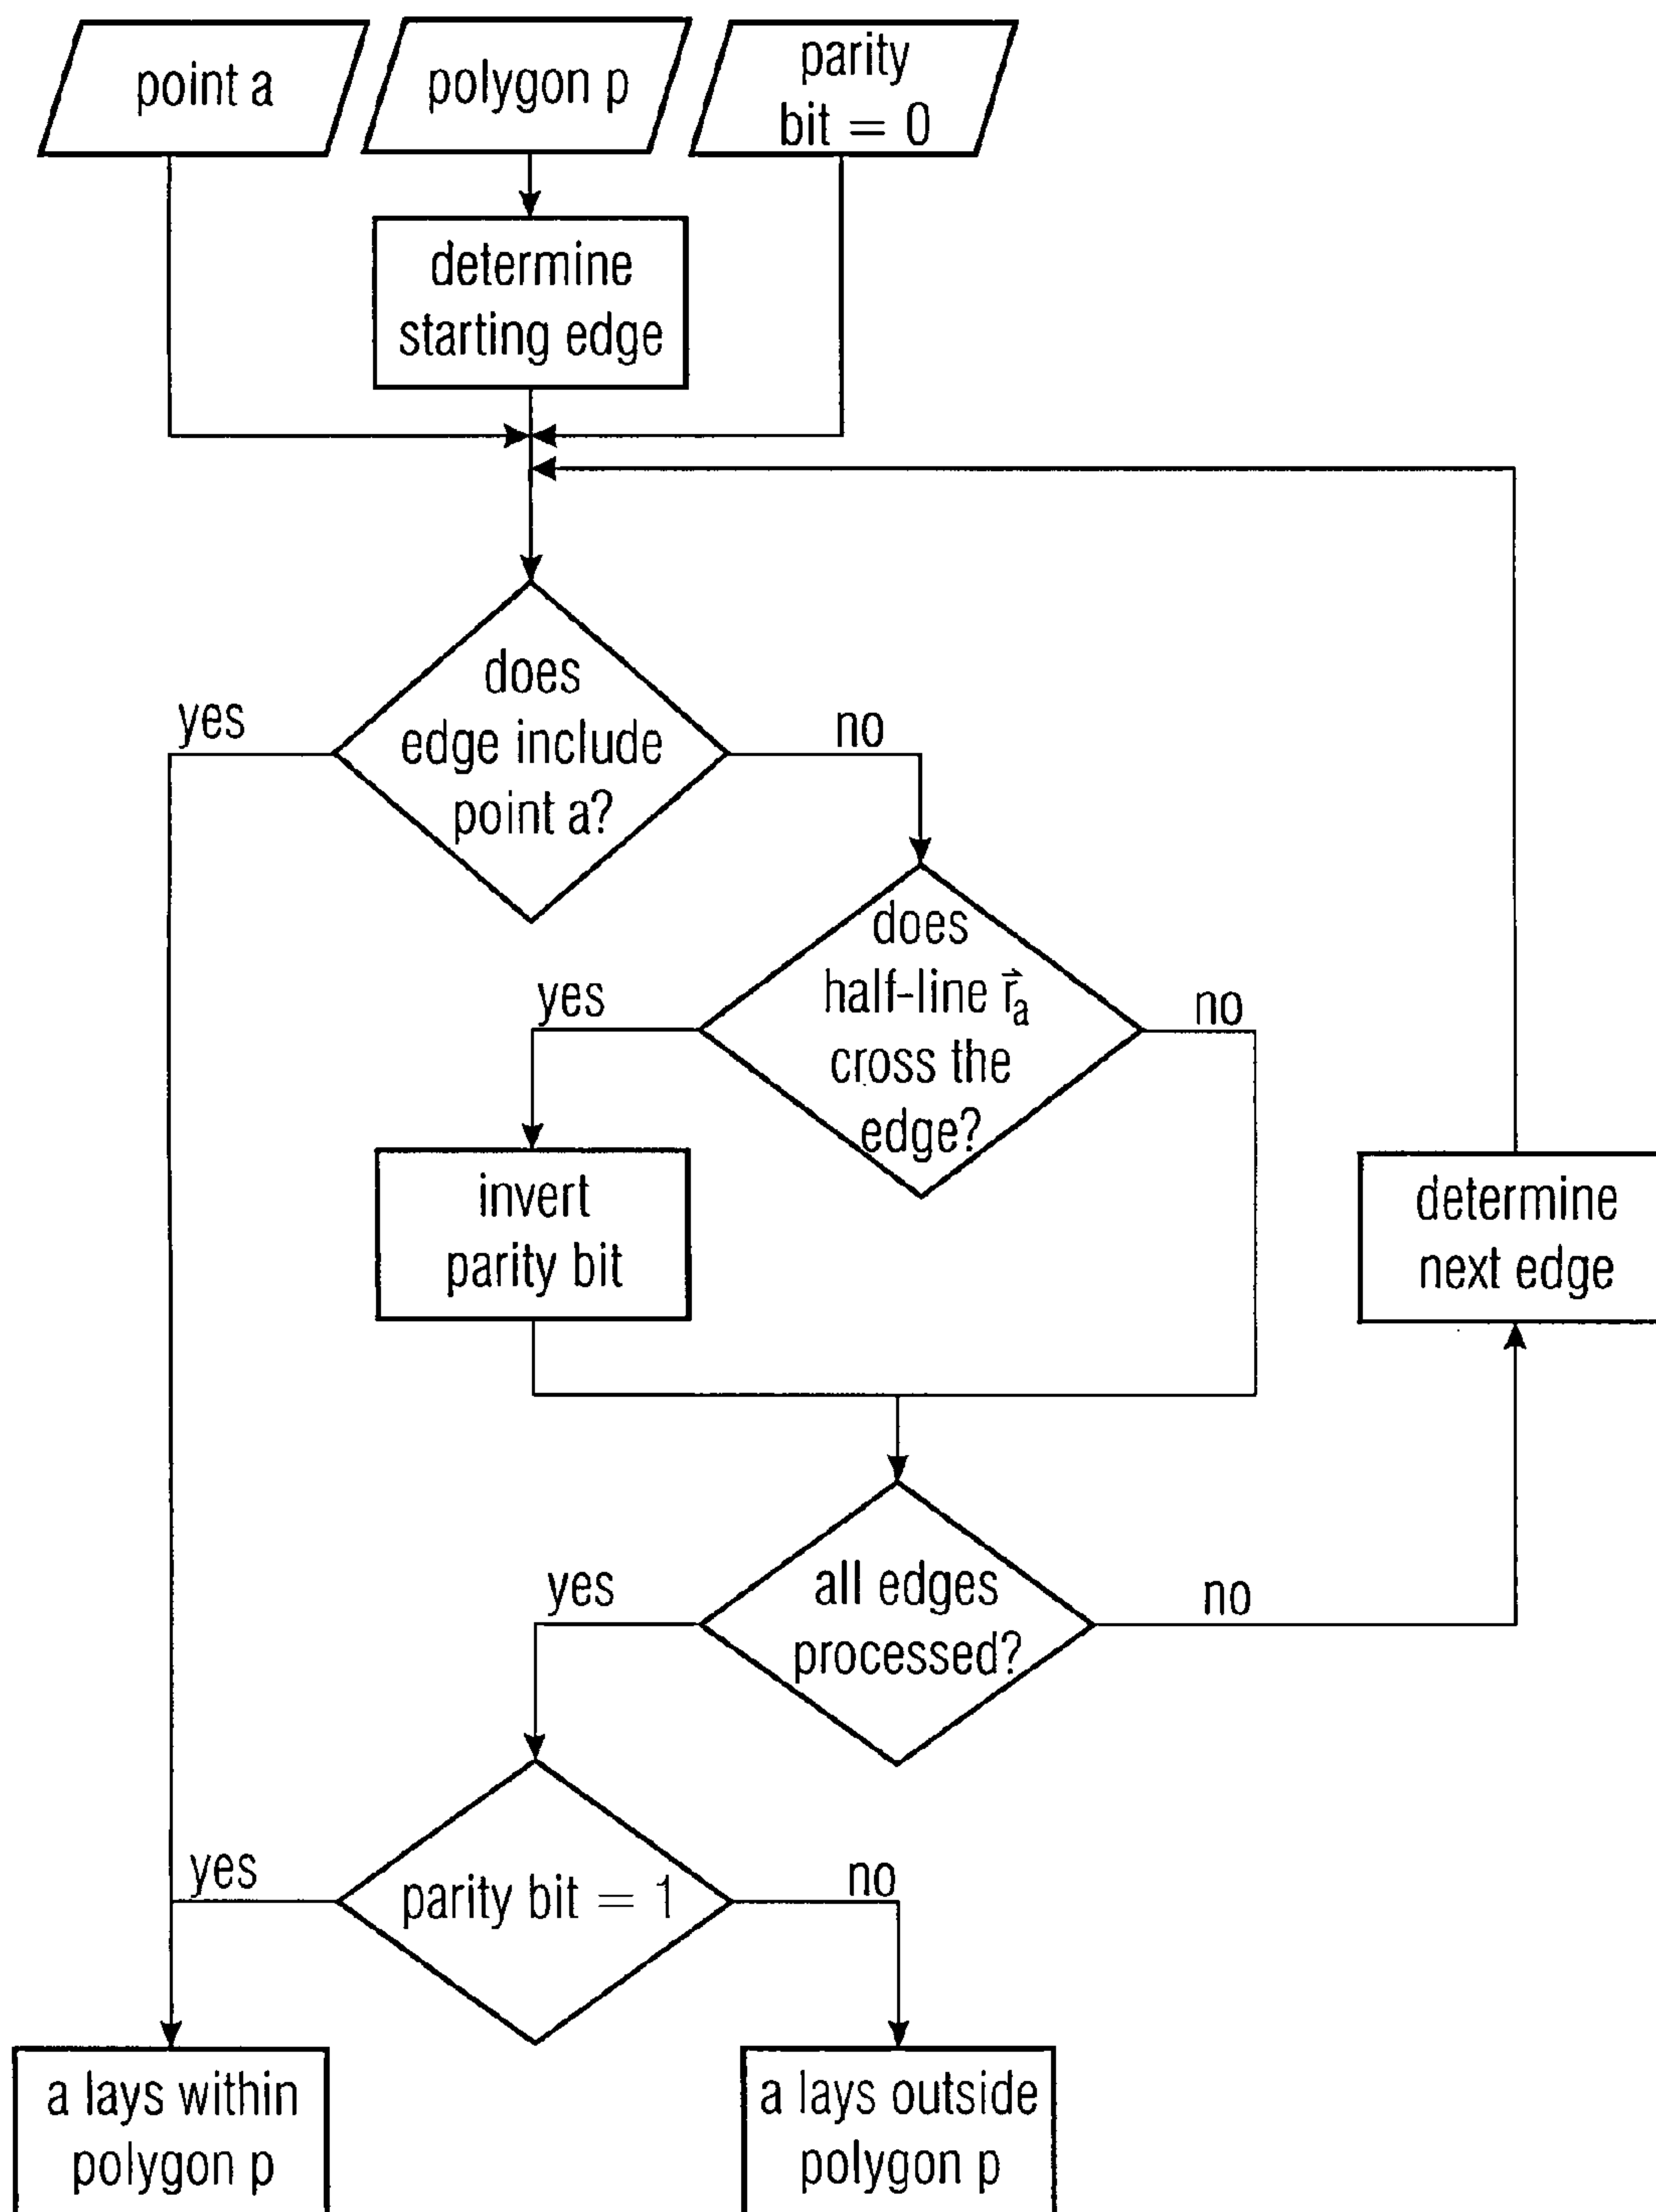 point a
polygon p
parity
bit = 0
determine
starting edge
does
edge include
point a?
yes
no
does
half-line r⃗a
cross the
edge?
yes
no
invert
parity bit
determine
next edge
all edges
processed?
yes
no
parity bit = 1
yes
no
a lays within
polygon p
a lays outside
polygon p